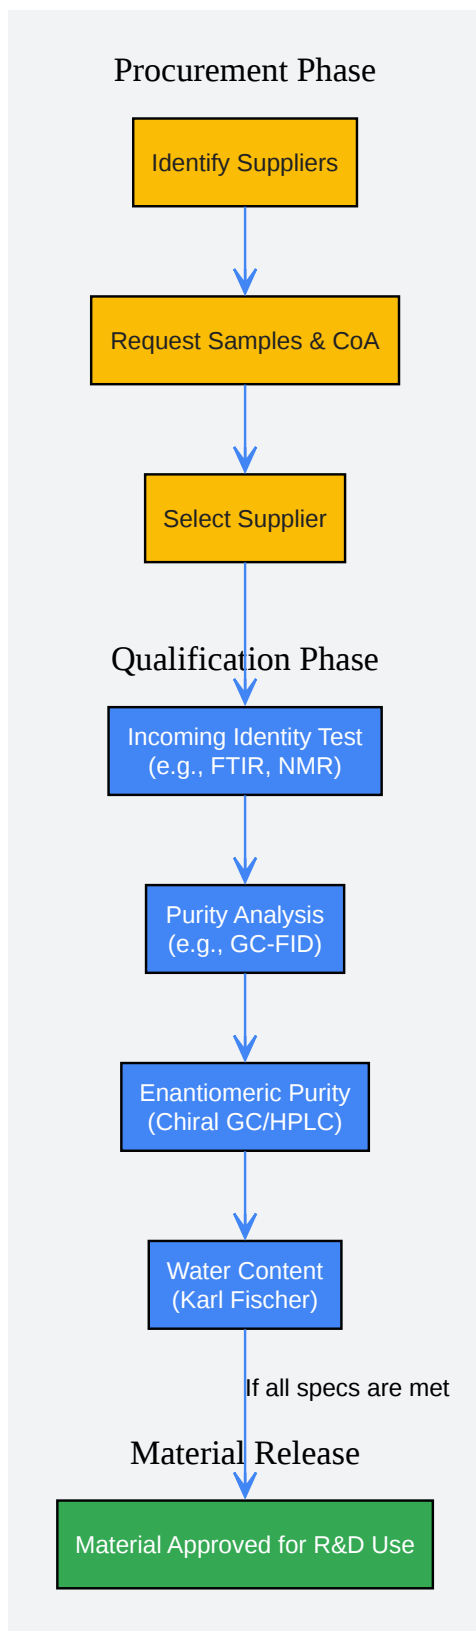 Procurement Phase
Identify Suppliers
Request Samples & CoA
Select Supplier
Qualification Phase
Incoming Identity Test
(e.g., FTIR, NMR)
Purity Analysis
(e.g., GC-FID)
Enantiomeric Purity
(Chiral GC/HPLC)
Water Content
(Karl Fischer)
If all specs are met
Material Release
Material Approved for R&D Use